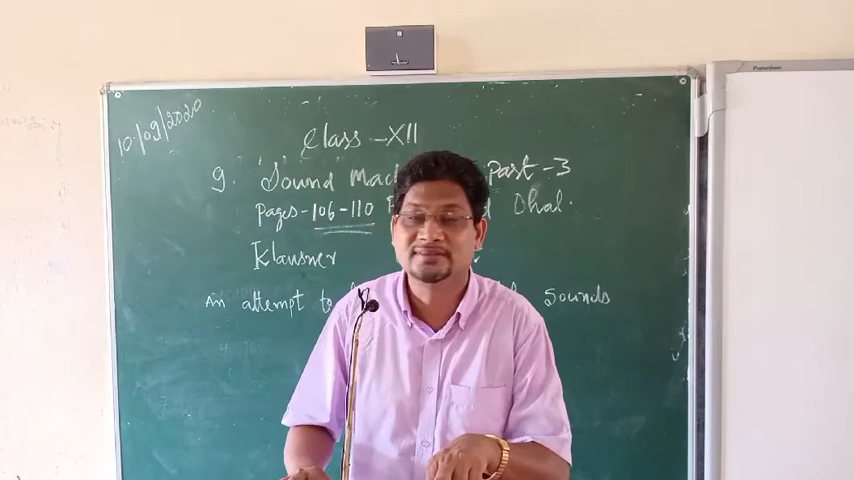 10/09/2020
Class - XII
9. 'Sound Mac Part - 3
Pages - 106 - 110 Dhal.
Klausner
An attempt to sounds
Promethean